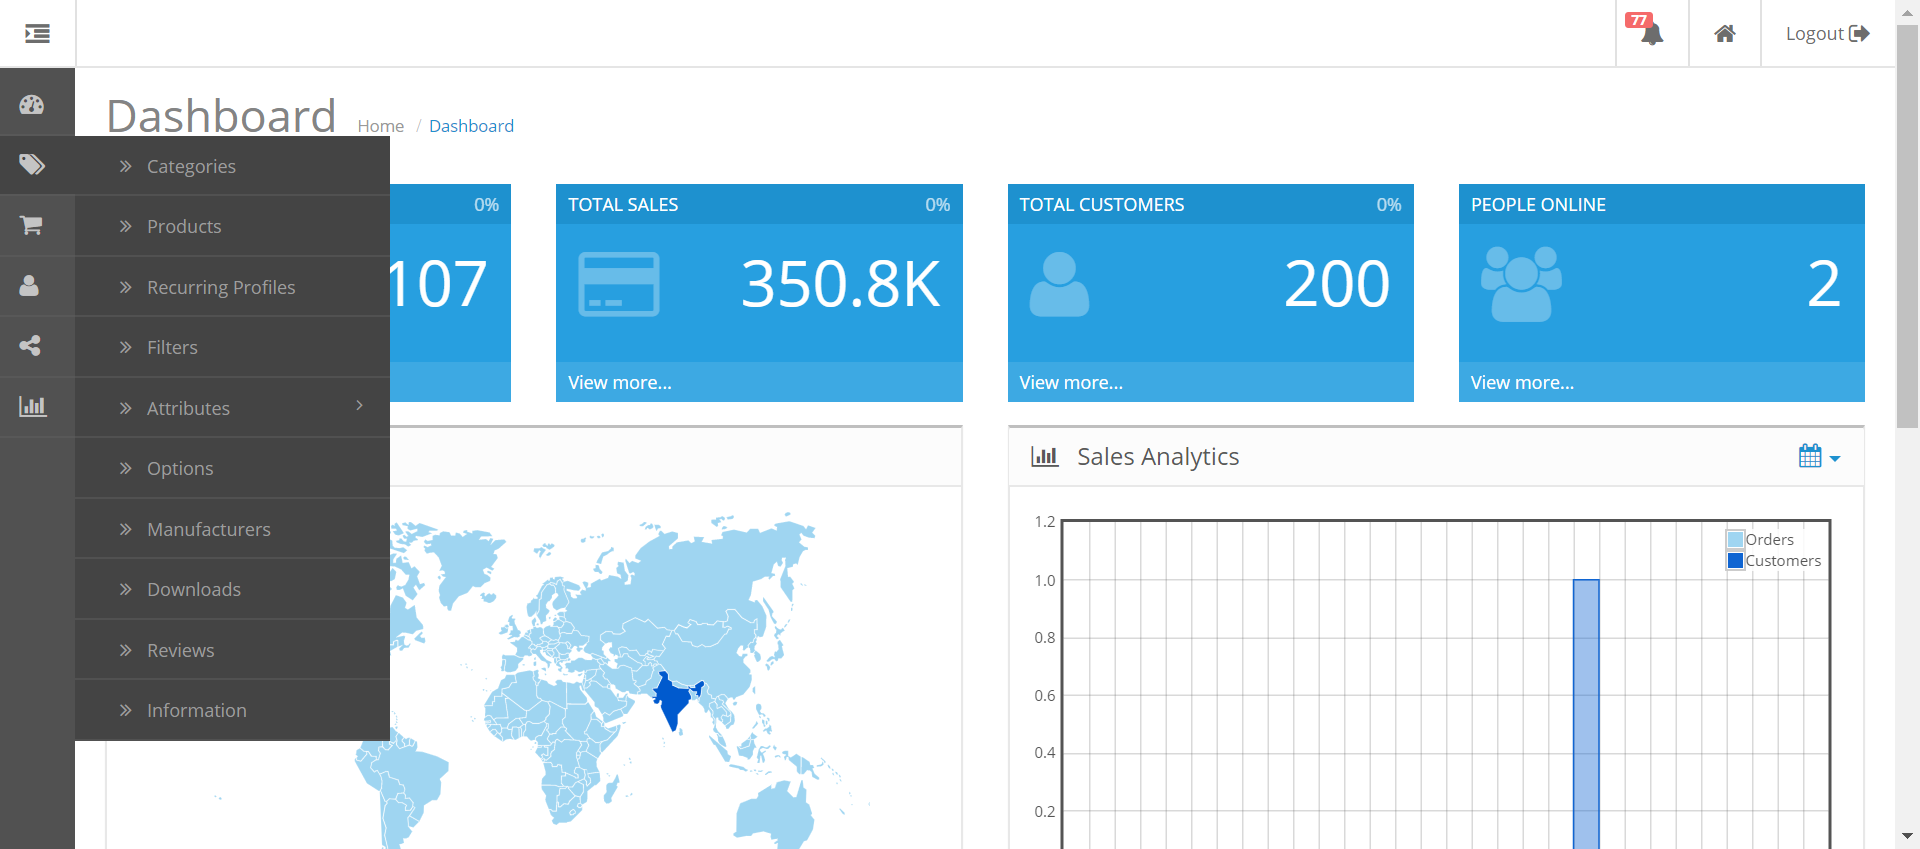 77
Logout
Dashboard
Home / Dashboard
Categories
Products
Recurring Profiles
Filters
Attributes
Options
Manufacturers
Downloads
Reviews
Information
0%
107
TOTAL SALES 0%
350.8K
View more...
TOTAL CUSTOMERS 0%
200
View more...
PEOPLE ONLINE
2
View more...
Sales Analytics
1.2
1.0
0.8
0.6
0.4
0.2
Orders
Customers